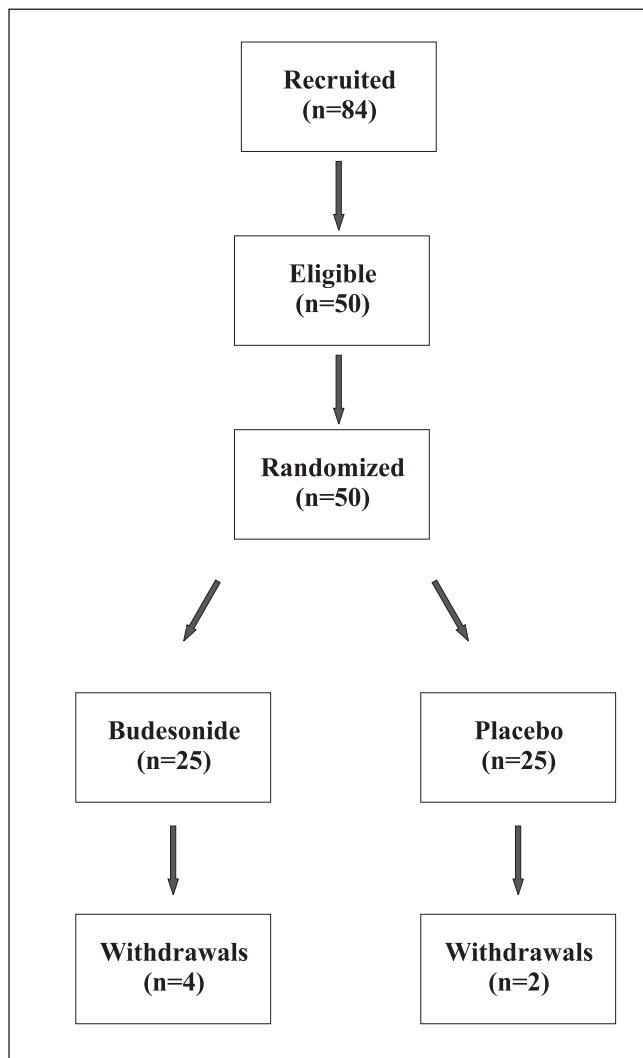 Recruited
(n=84)
Eligible
(n=50)
Randomized
(n=50)
Budesonide
(n=25)
Placebo
(n=25)
Withdrawals
(n=4)
Withdrawals
(n=2)